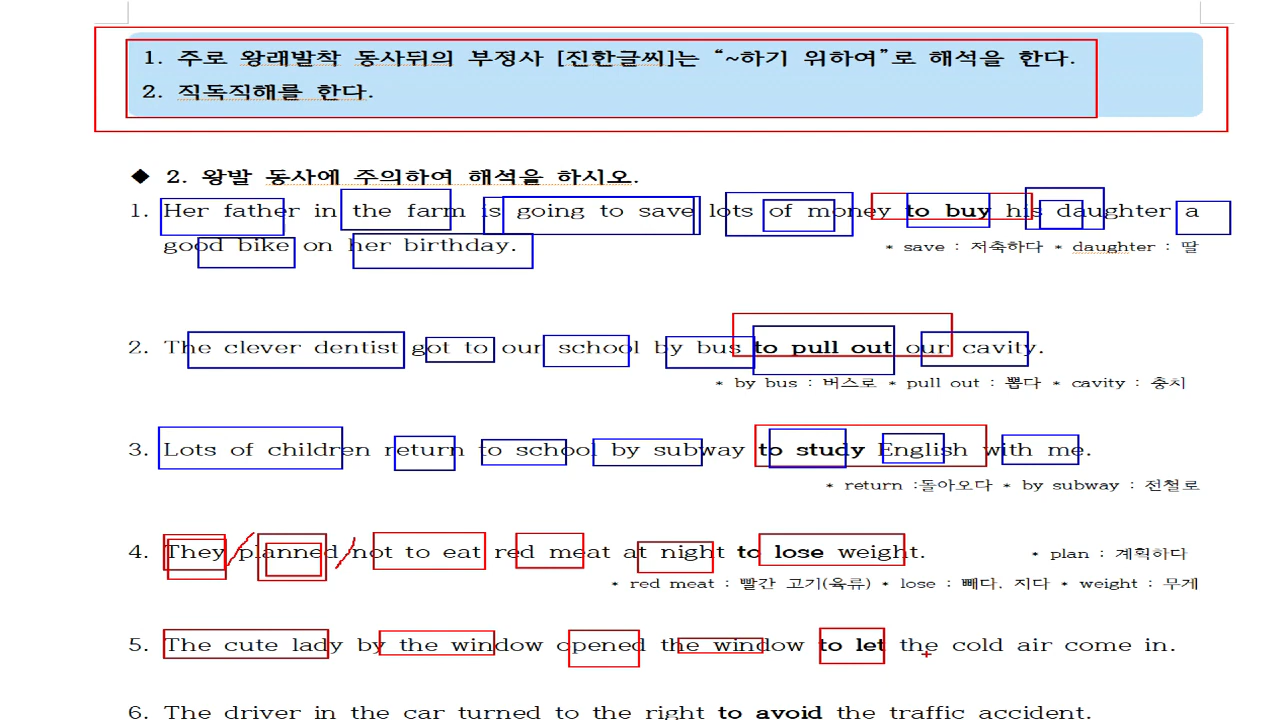 1. 주로 왕래발착 동사뒤의 부정사 [진한글씨]는 “~하기 위하여”로 해석을 한다.
2. 직독직해를 한다.
◆ 2. 왕발 동사에 주의하여 해석을 하시오.
1. Her father in the farm is going to save lots of money to buy his daughter a
good bike on her birthday.
* save : 저축하다 * daughter : 딸
2. The clever dentist got to our school by bus to pull out our cavity.
* by bus : 버스로 * pull out : 뽑다 * cavity : 충치
3. Lots of children return to school by subway to study English with me.
* return :돌아오다 * by subway : 전철로
4. They planned not to eat red meat at night to lose weight.
* plan : 계획하다
* red meat : 빨간 고기(육류) * lose : 빼다, 지다 * weight : 무게
5. The cute lady by the window opened the window to let the cold air come in.
6. The driver in the car turned to the right to avoid the traffic accident.